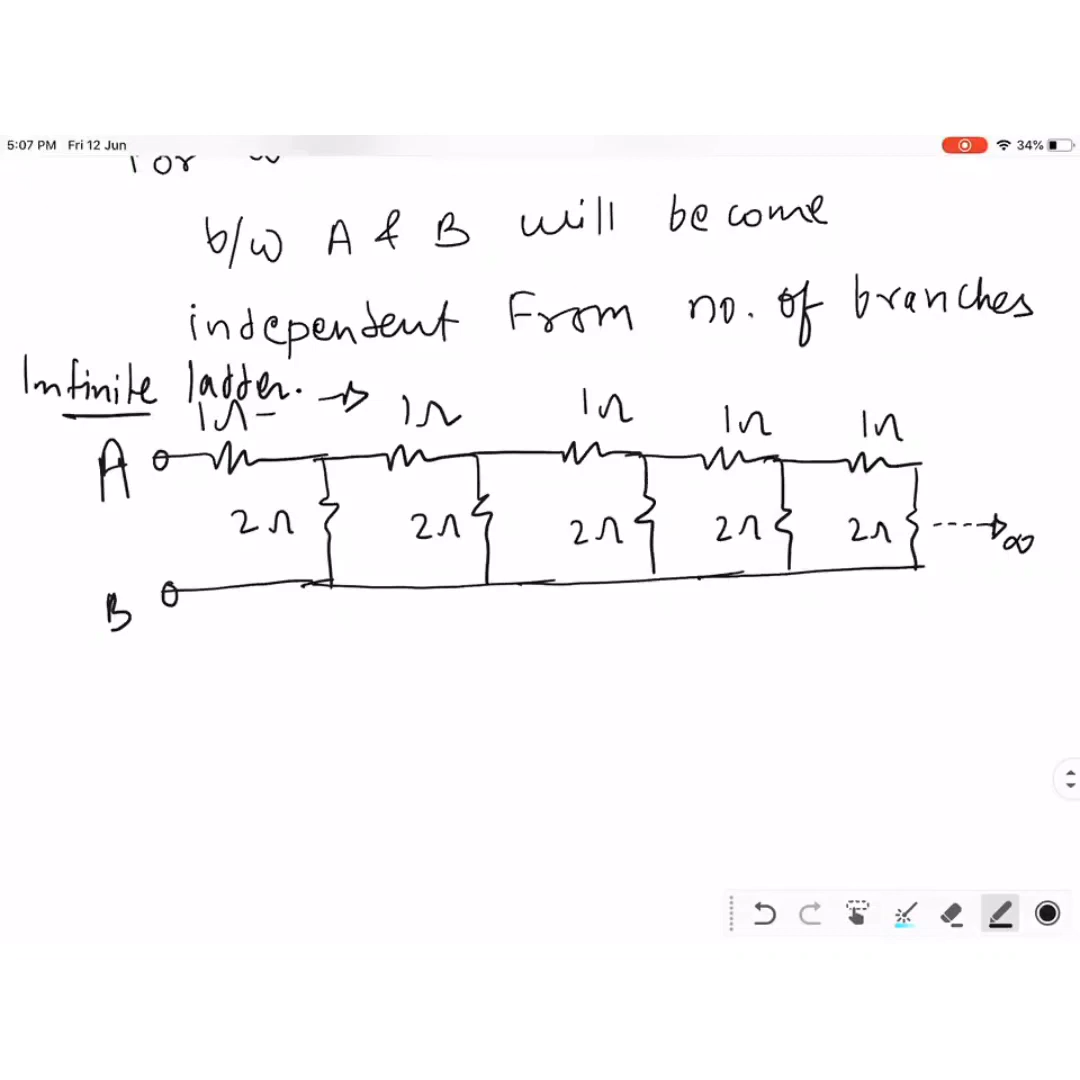 5:07 PM Fri 12 Jun
34%
For
b/w A & B will become
independent From no. of branches
Infinite ladder. →
1Ω 1Ω 1Ω 1Ω 1Ω
A
2Ω 2Ω 2Ω 2Ω 2Ω ----→∞
B